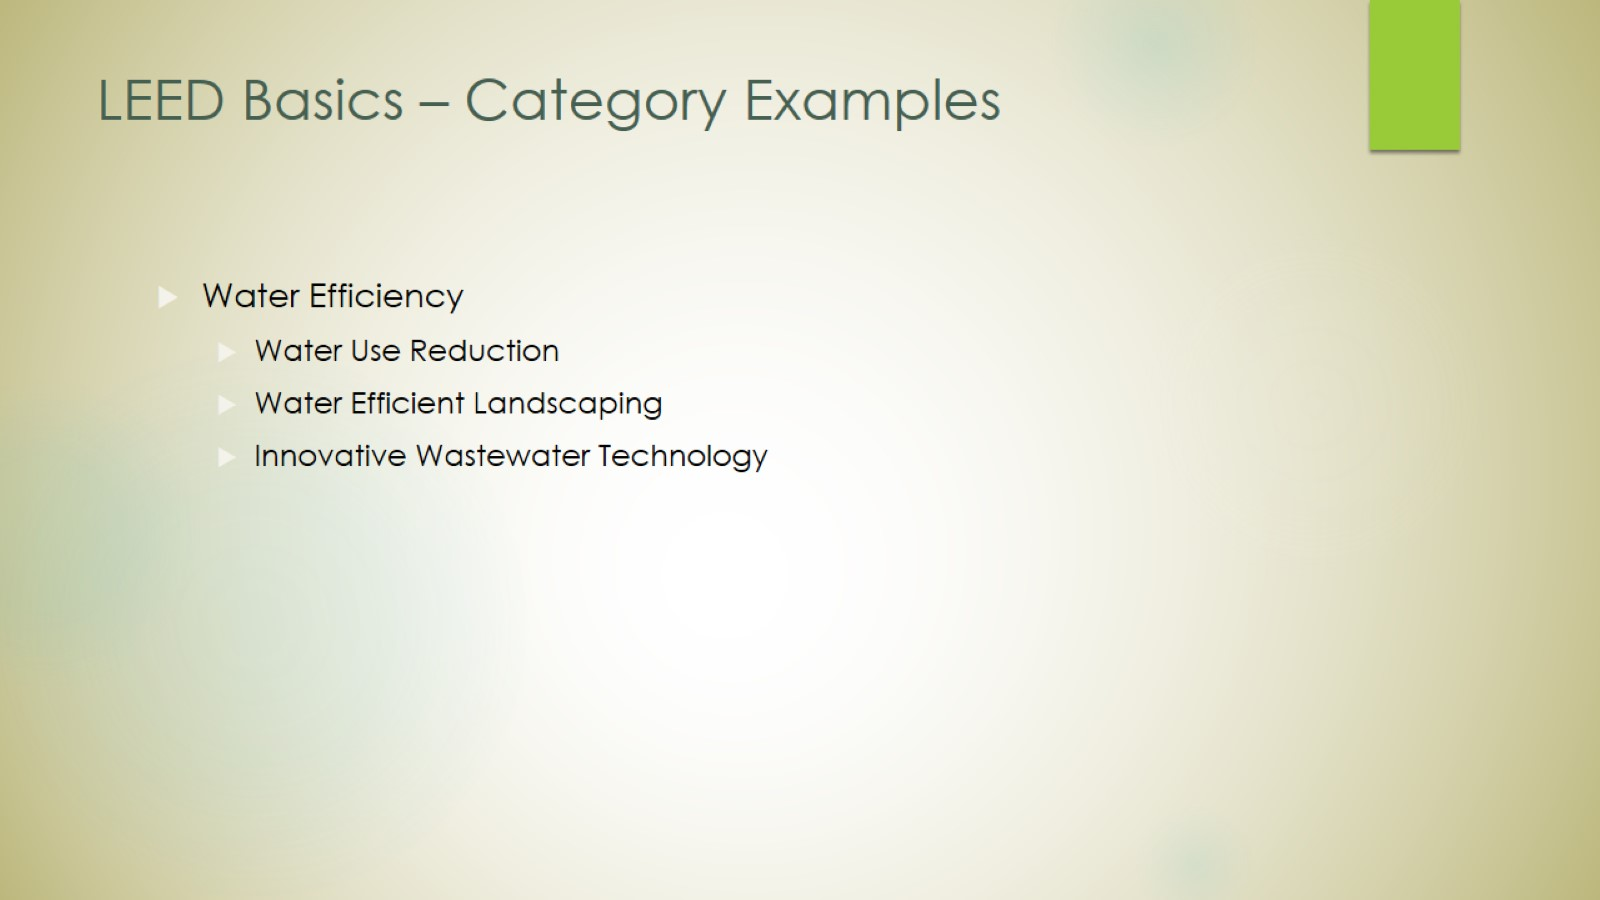 LEED Basics – Category Examples
Water Efficiency
Water Use Reduction
Water Efficient Landscaping
Innovative Wastewater Technology